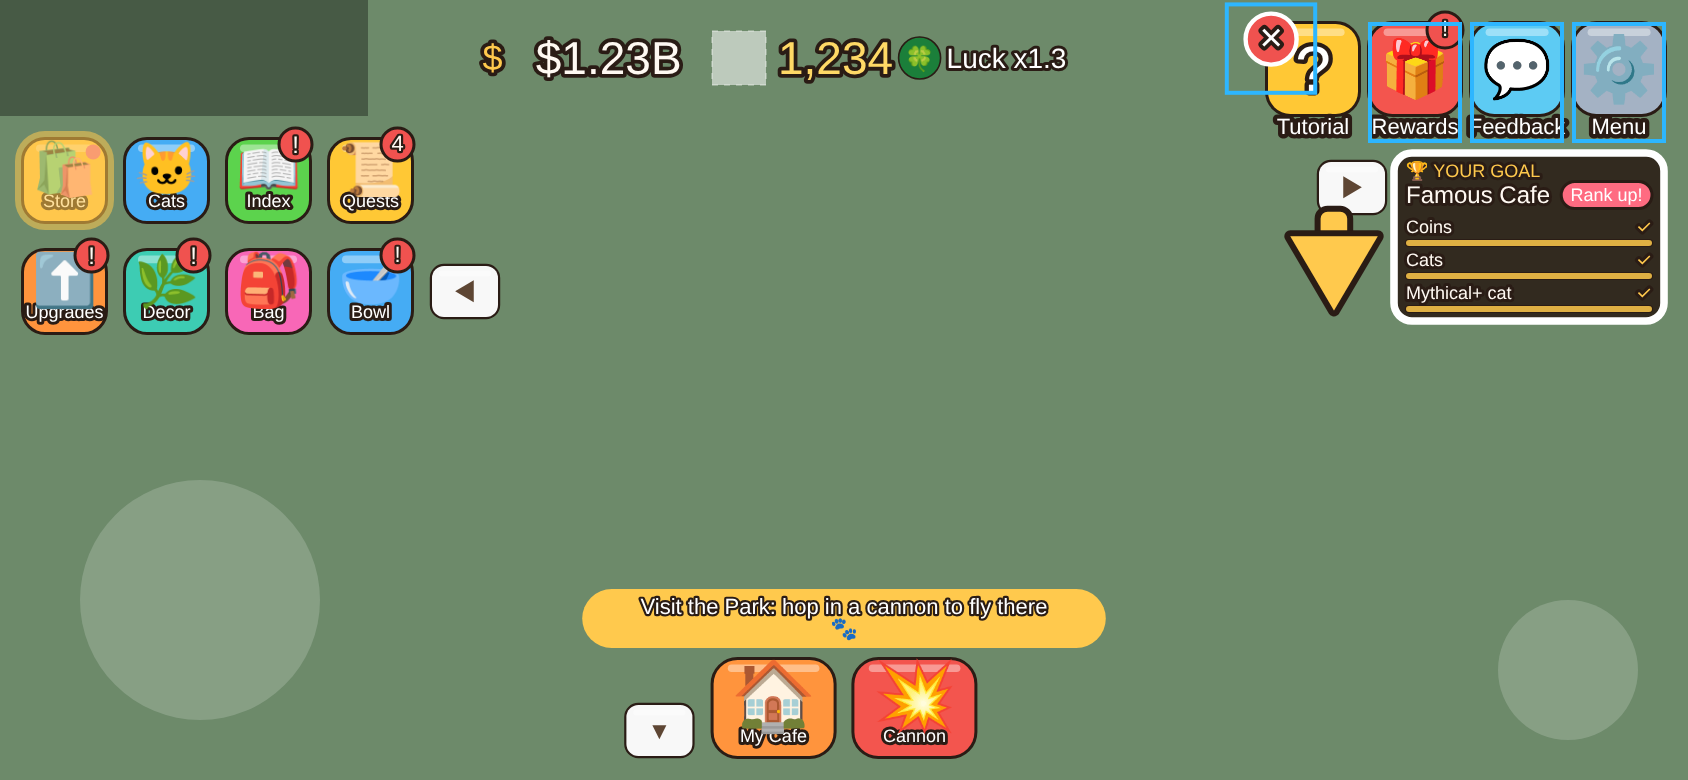 $ $1.23B 1,234 Luck x1.3
? ! 
Tutorial Rewards Feedback Menu
! 4
Store Cats Index Quests
🏆 YOUR GOAL
Famous Cafe Rank up!
Coins ✓
Cats ✓
Mythical+ cat ✓
! ! !
Upgrades Decor Bag Bowl
Visit the Park: hop in a cannon to fly there
🐾
My Cafe Cannon